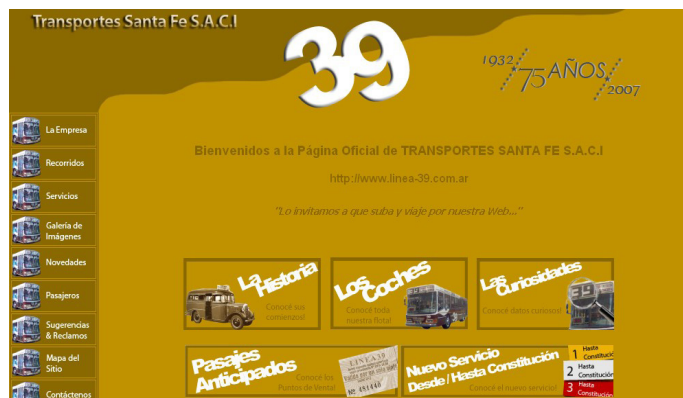 Transportes Santa Fe S.A.C.I
39
1932
75 AÑOS
2007
La Empresa
Recorridos
Servicios
Galería de
Imágenes
Novedades
Pasajeros
Sugerencias
& Reclamos
Mapa del
Sitio
Contáctenos
Bienvenidos a la Página Oficial de TRANSPORTES SANTA FE S.A.C.I
http://www.linea-39.com.ar
"Lo invitamos a que suba y viaje por nuestra Web..."
La
Historia
Conocé sus
comienzos!
Los
Coches
Conocé toda
nuestra flota!
Las
Curiosidades
Conocé datos curiosos!
39
Pasajes
Anticipados
Conocé los
Puntos de Venta!
LINEA 39
Nº 491440
Nuevo Servicio
Desde / Hasta Constitución
Conocé el nuevo servicio!
1 Hasta
Constitució
2 Hasta
Constitución
3 Hasta
Constitución